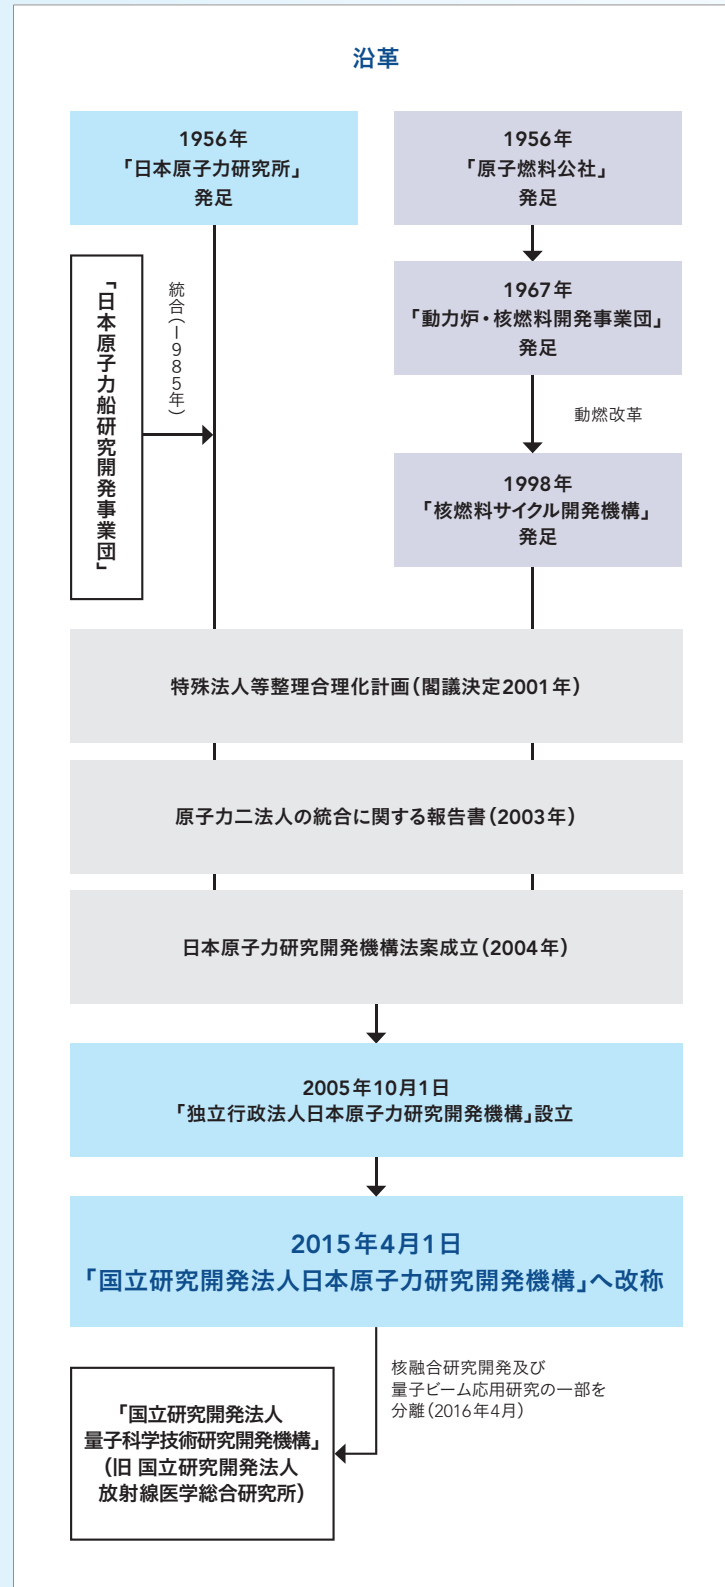 沿革
1956年
「日本原子力研究所」
発足
1956年
「原子燃料公社」
発足
「日本原子力船研究開発事業団」
統合(1985年)
1967年
「動力炉・核燃料開発事業団」
発足
動燃改革
1998年
「核燃料サイクル開発機構」
発足
特殊法人等整理合理化計画(閣議決定2001年)
原子力二法人の統合に関する報告書(2003年)
日本原子力研究開発機構法案成立(2004年)
2005年10月1日
「独立行政法人日本原子力研究開発機構」設立
2015年4月1日
「国立研究開発法人日本原子力研究開発機構」へ改称
核融合研究開発及び
量子ビーム応用研究の一部を
分離(2016年4月)
「国立研究開発法人
量子科学技術研究開発機構」
(旧 国立研究開発法人
放射線医学総合研究所)